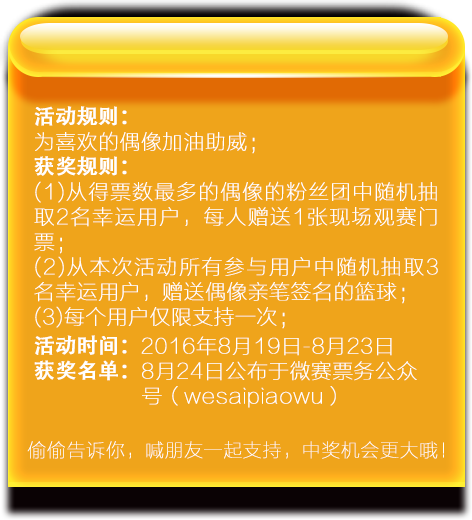 活动规则：
为喜欢的偶像加油助威；
获奖规则：
(1)从得票数最多的偶像的粉丝团中随机抽
取2名幸运用户，每人赠送1张现场观赛门
票；
(2)从本次活动所有参与用户中随机抽取3
名幸运用户，赠送偶像亲笔签名的篮球；
(3)每个用户仅限支持一次；
活动时间：2016年8月19日-8月23日
获奖名单：8月24日公布于微赛票务公众
号（wesaipiaowu）
偷偷告诉你，喊朋友一起支持，中奖机会更大哦！